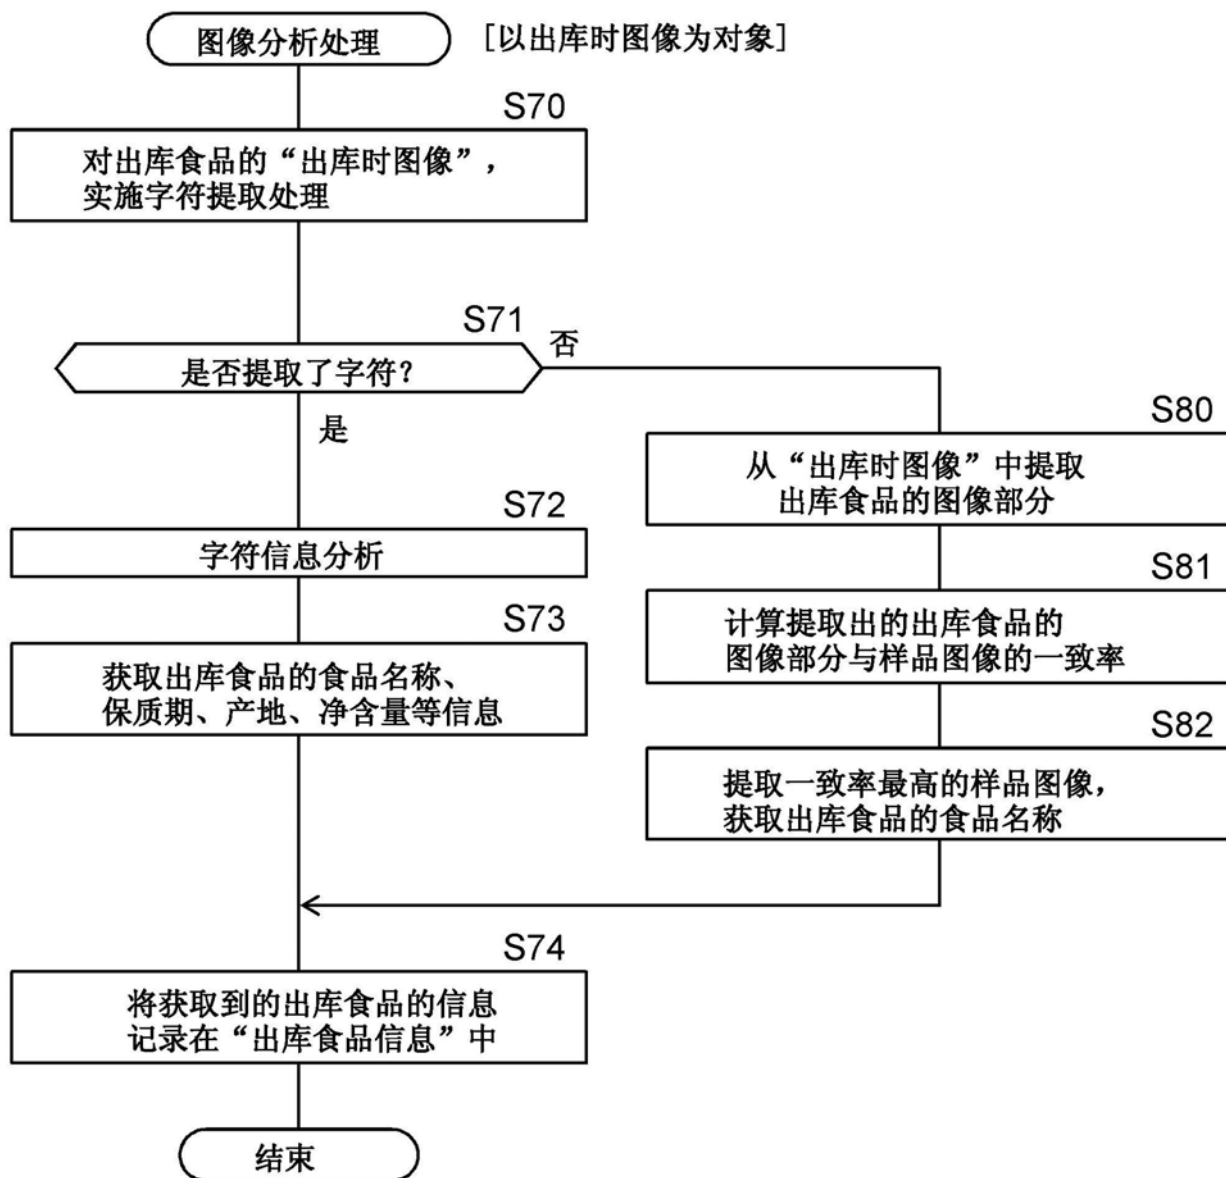 图像分析处理
[以出库时图像为对象]
S70
对出库食品的“出库时图像”，
实施字符提取处理
S71
是否提取了字符？
否
是
S72
字符信息分析
S73
获取出库食品的食品名称、
保质期、产地、净含量等信息
S80
从“出库时图像”中提取
出库食品的图像部分
S81
计算提取出的出库食品的
图像部分与样品图像的一致率
S82
提取一致率最高的样品图像，
获取出库食品的食品名称
S74
将获取到的出库食品的信息
记录在“出库食品信息”中
结束